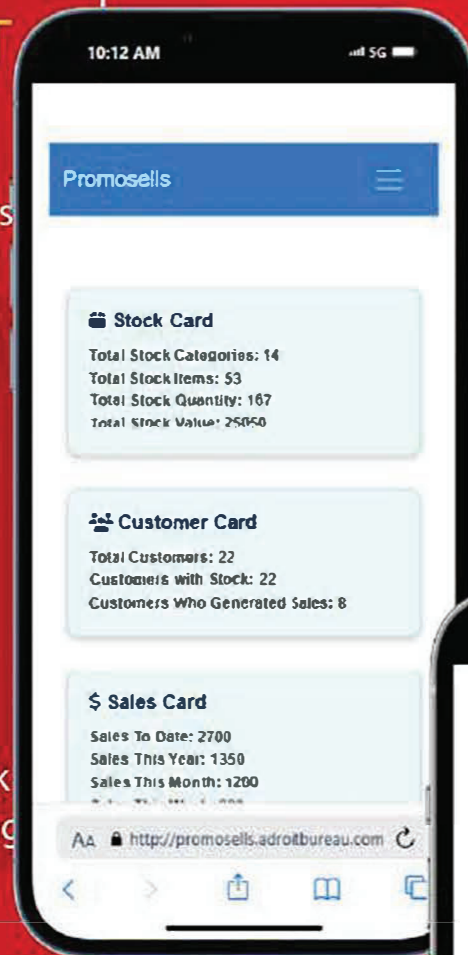 10:12 AM
5G
Promosells
Stock Card
Total Stock Categories: 14
Total Stock Items: 53
Total Stock Quantity: 167
Total Stock Value: 25050
Customer Card
Total Customers: 22
Customers with Stock: 22
Customers Who Generated Sales: 8
$ Sales Card
Sales To Date: 2700
Sales This Year: 1350
Sales This Month: 1200
AA http://promosells.adroitbureau.com